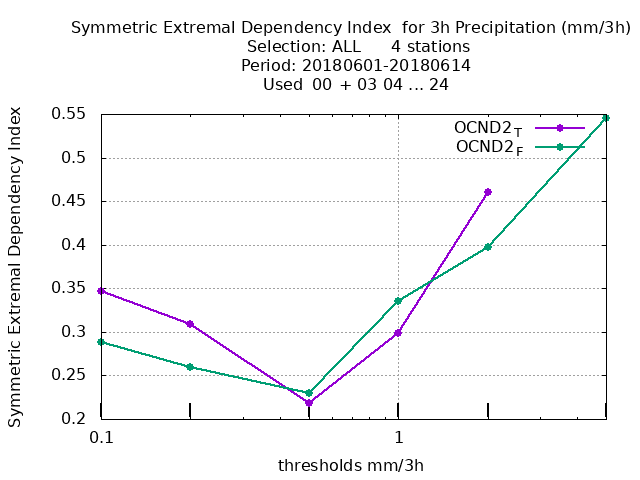 Symmetric Extremal Dependency Index  for 3h Precipitation (mm/3h)
Selection: ALL      4 stations
Period: 20180601-20180614
Used  00  + 03 04 ... 24
Symmetric Extremal Dependency Index
0.55
0.5
0.45
0.4
0.35
0.3
0.25
0.2
OCND2_T
OCND2_F
0.1
1
thresholds mm/3h